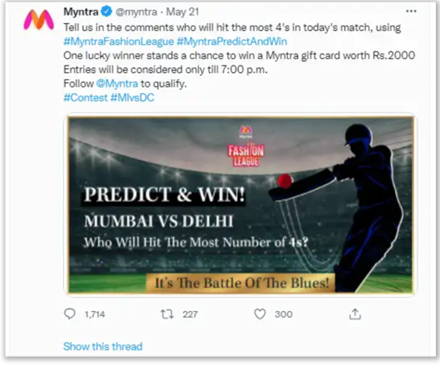 Myntra @myntra · May 21
Tell us in the comments who will hit the most 4's in today's match, using
#MyntraFashionLeague #MyntraPredictAndWin
One lucky winner stands a chance to win a Myntra gift card worth Rs.2000
Entries will be considered only till 7:00 p.m.
Follow @Myntra to qualify.
#Contest #MIvsDC
FASHION
LEAGUE
PREDICT & WIN!
MUMBAI VS DELHI
Who Will Hit The Most Number of 4s?
It's The Battle Of The Blues!
1,714 227 300
Show this thread